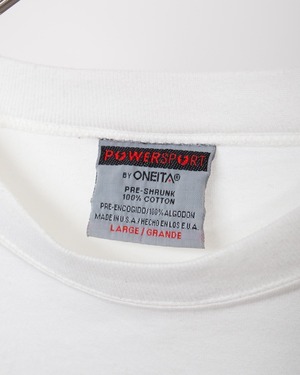 POWERSPORT
BY ONEITA®
PRE-SHRUNK
100% COTTON
PRE-ENCOGIDO/100% ALGODON
MADE IN U.S.A. / HECHO EN LOS E.U.A.
LARGE / GRANDE